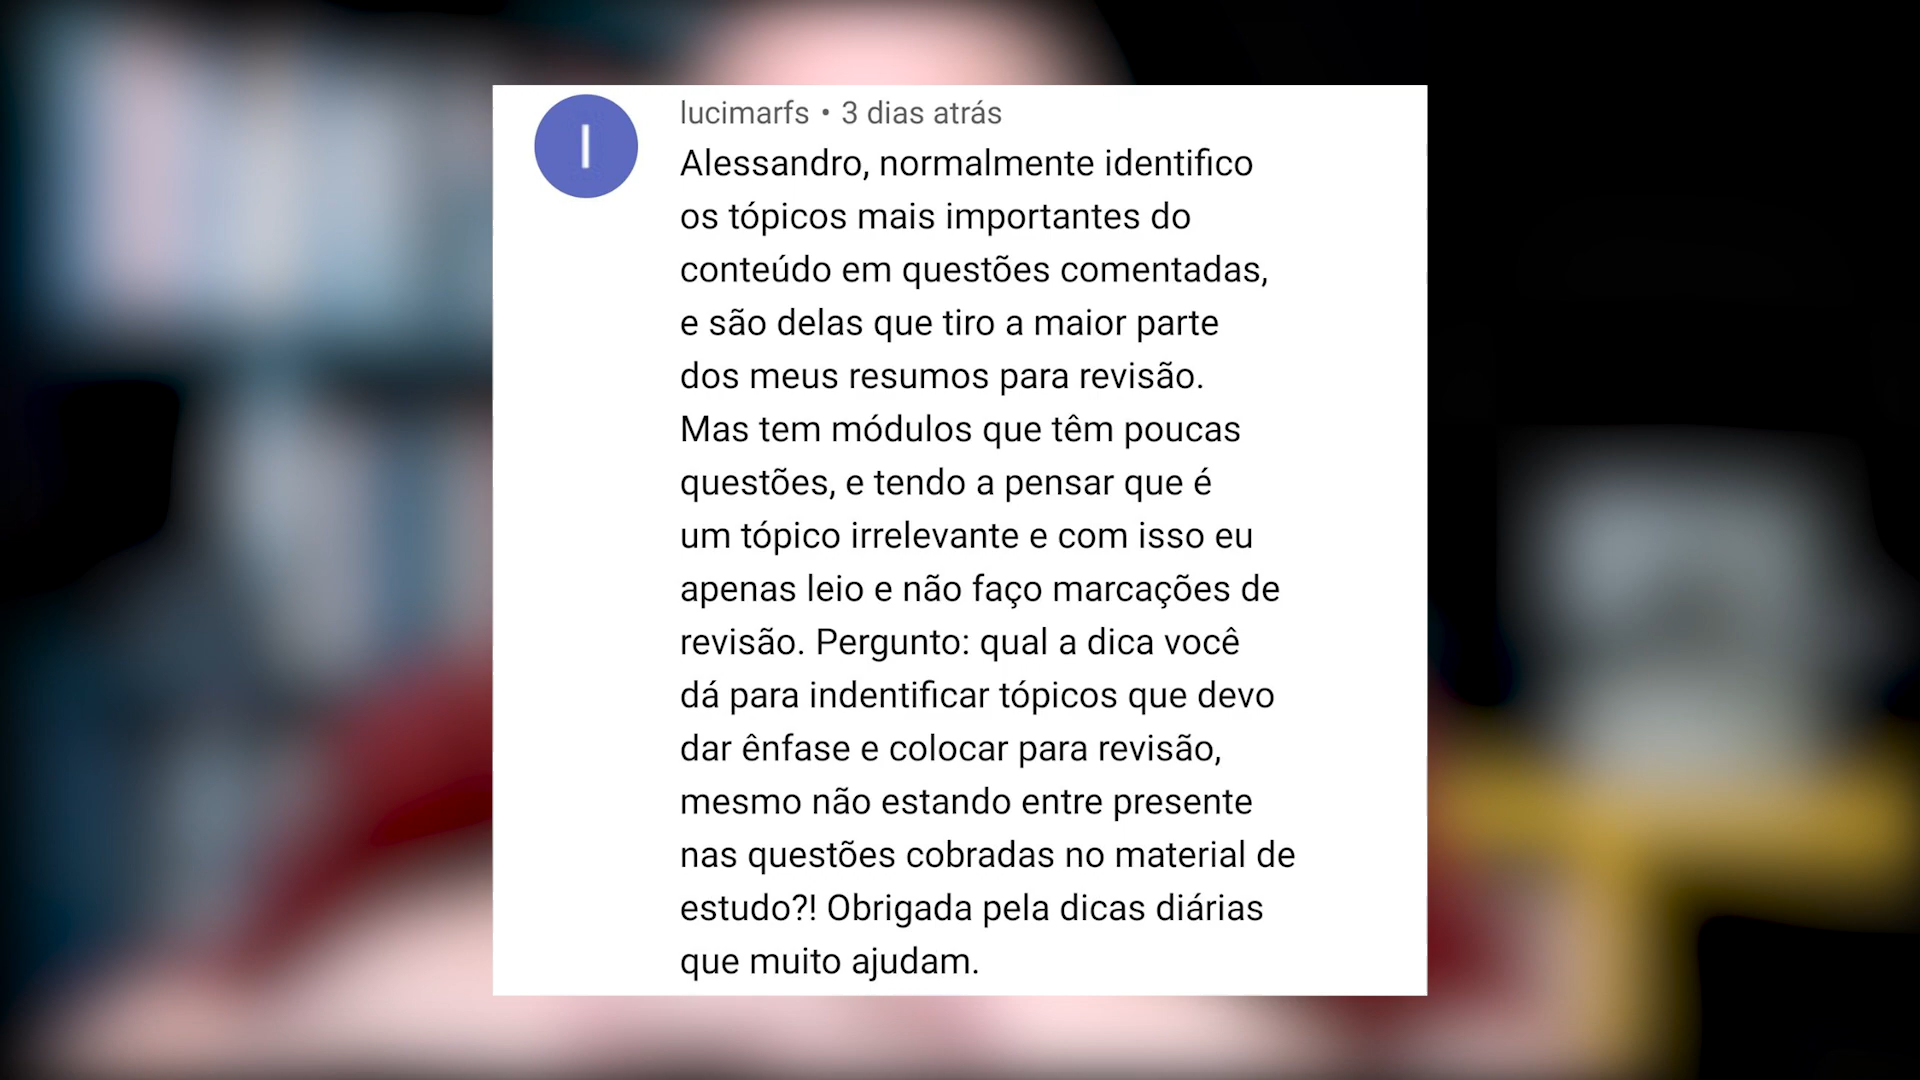 l
lucimarfs • 3 dias atrás
Alessandro, normalmente identifico
os tópicos mais importantes do
conteúdo em questões comentadas,
e são delas que tiro a maior parte
dos meus resumos para revisão.
Mas tem módulos que têm poucas
questões, e tendo a pensar que é
um tópico irrelevante e com isso eu
apenas leio e não faço marcações de
revisão. Pergunto: qual a dica você
dá para indentificar tópicos que devo
dar ênfase e colocar para revisão,
mesmo não estando entre presente
nas questões cobradas no material de
estudo?! Obrigada pela dicas diárias
que muito ajudam.